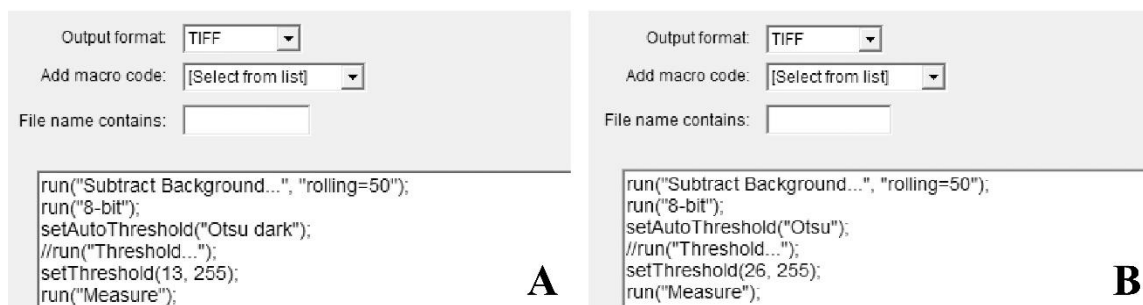 Output format: TIFF
Add macro code: [Select from list]
File name contains:
run("Subtract Background...", "rolling=50");
run("8-bit");
setAutoThreshold("Otsu dark");
//run("Threshold...");
setThreshold(13, 255);
run("Measure");
A
Output format: TIFF
Add macro code: [Select from list]
File name contains:
run("Subtract Background...", "rolling=50");
run("8-bit");
setAutoThreshold("Otsu");
//run("Threshold...");
setThreshold(26, 255);
run("Measure");
B